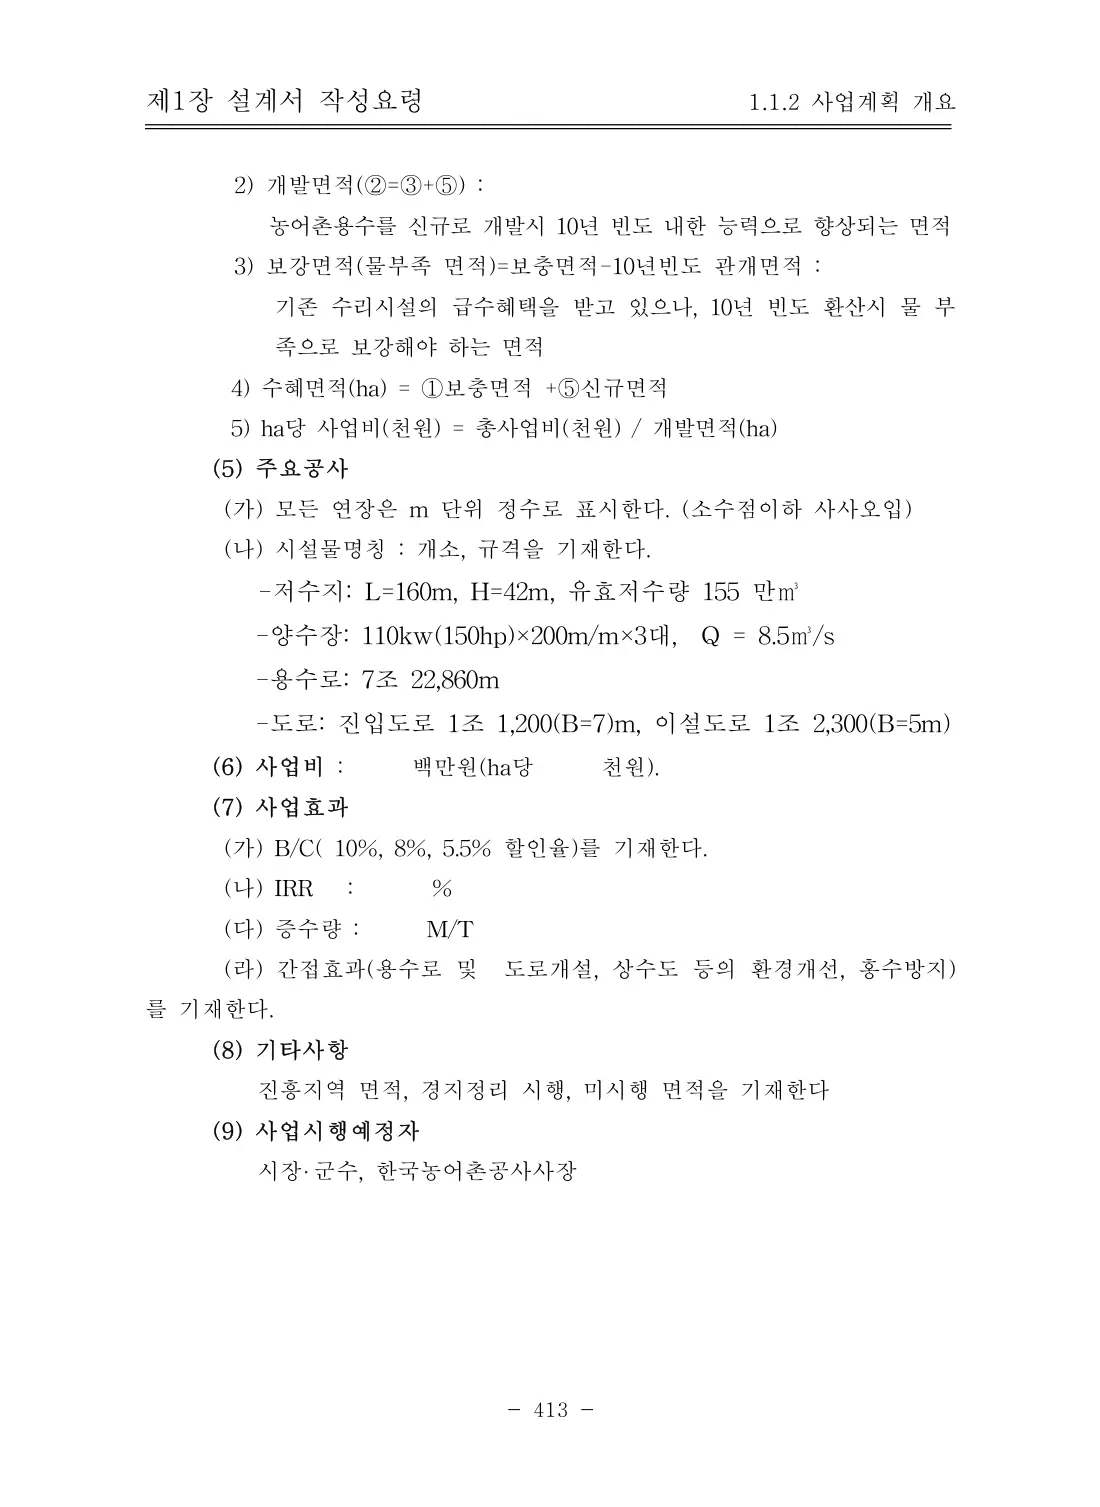 제1장 설계서 작성요령
1.1.2 사업계획 개요
2) 개발면적(②=③+⑤) :
농어촌용수를 신규로 개발시 10년 빈도 내한 능력으로 향상되는 면적
3) 보강면적(물부족 면적)=보충면적-10년빈도 관개면적 :
기존 수리시설의 급수혜택을 받고 있으나, 10년 빈도 환산시 물 부
족으로 보강해야 하는 면적
4) 수혜면적(ha) = ①보충면적 +⑤신규면적
5) ha당 사업비(천원) = 총사업비(천원) / 개발면적(ha)
(5) 주요공사
(가) 모든 연장은 m 단위 정수로 표시한다. (소수점이하 사사오입)
(나) 시설물명칭 : 개소, 규격을 기재한다.
-저수지: L=160m, H=42m, 유효저수량 155 만㎥
-양수장: 110kw(150hp)×200m/m×3대, Q = 8.5㎥/s
-용수로: 7조 22,860m
-도로: 진입도로 1조 1,200(B=7)m, 이설도로 1조 2,300(B=5m)
(6) 사업비 : 백만원(ha당 천원).
(7) 사업효과
(가) B/C( 10%, 8%, 5.5% 할인율)를 기재한다.
(나) IRR : %
(다) 증수량 : M/T
(라) 간접효과(용수로 및 도로개설, 상수도 등의 환경개선, 홍수방지)
를 기재한다.
(8) 기타사항
진흥지역 면적, 경지정리 시행, 미시행 면적을 기재한다
(9) 사업시행예정자
시장·군수, 한국농어촌공사사장
- 413 -